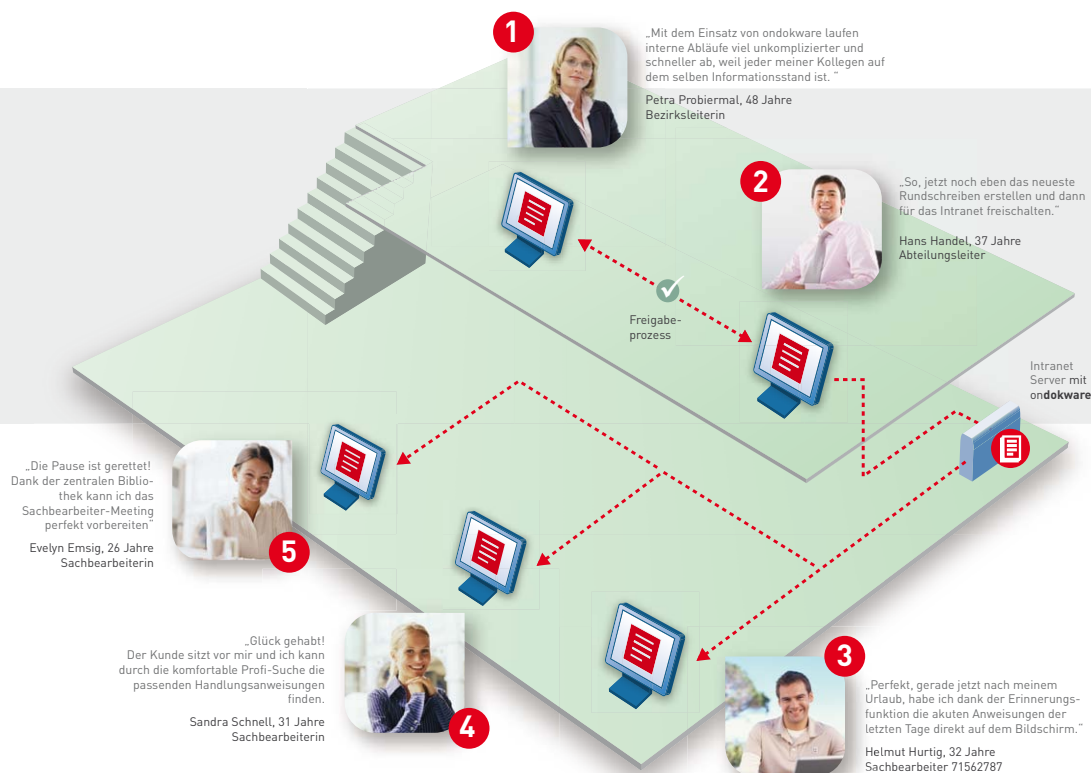 1
„Mit dem Einsatz von ondokware laufen
interne Abläufe viel unkomplizierter und
schneller ab, weil jeder meiner Kollegen auf
dem selben Informationsstand ist. “
Petra Probiermal, 48 Jahre
Bezirksleiterin
2
„So, jetzt noch eben das neueste
Rundschreiben erstellen und dann
für das Intranet freischalten.“
Hans Handel, 37 Jahre
Abteilungsleiter
Freigabe-
prozess
Intranet
Server mit
ondokware
„Die Pause ist gerettet!
Dank der zentralen Biblio-
thek kann ich das
Sachbearbeiter-Meeting
perfekt vorbereiten“
Evelyn Emsig, 26 Jahre
Sachbearbeiterin
5
„Glück gehabt!
Der Kunde sitzt vor mir und ich kann
durch die komfortable Profi-Suche die
passenden Handlungsanweisungen
finden.
Sandra Schnell, 31 Jahre
Sachbearbeiterin
4
3
„Perfekt, gerade jetzt nach meinem
Urlaub, habe ich dank der Erinnerungs-
funktion die akuten Anweisungen der
letzten Tage direkt auf dem Bildschirm.“
Helmut Hurtig, 32 Jahre
Sachbearbeiter 71562787